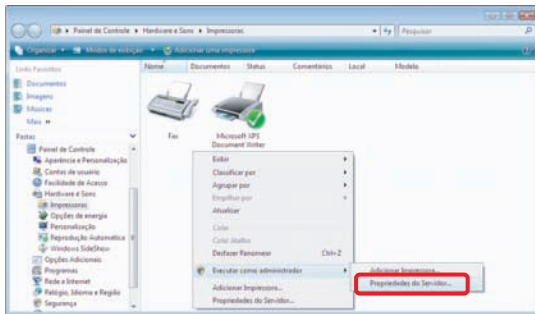 Painel de Controle ▸ Hardware e Sons ▸ Impressoras
Pesquisar
Organizar Modos de exibição Adicionar uma impressora
Links Favoritos
Documentos
Imagens
Músicas
Mais »
Pastas
Painel de Controle
Aparência e Personalização
Contas de usuário
Facilidade de Acesso
Hardware e Sons
Impressoras
Opções de energia
Personalização
Reprodução Automática
Windows SideShow
Opções Adicionais
Programas
Rede e Internet
Relógio, Idioma e Região
Segurança
Nome Documentos Status Comentários Local Modelo
Fax
Microsoft XPS
Document Writer
Exibir
Classificar por
Agrupar por
Empilhar por
Atualizar
Colar
Colar atalho
Desfazer Renomear Ctrl+Z
Executar como administrador
Adicionar Impressora...
Propriedades do Servidor...
Adicionar Impressora...
Propriedades do Servidor...